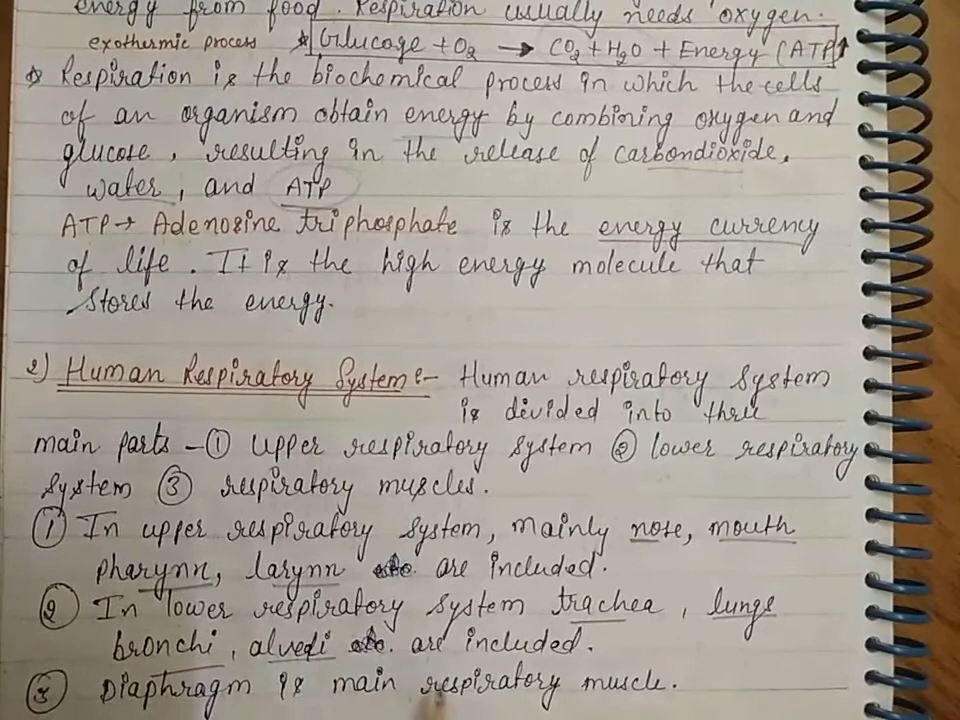 energy from food. Respiration usually needs oxygen.
exothermic process ☆ Glucose + O₂ → CO₂ + H₂O + Energy (ATP)↑
☆ Respiration is the biochemical process in which the cells
of an organism obtain energy by combining oxygen and
glucose, resulting in the release of carbondioxide,
water, and ATP
ATP → Adenosine triphosphate is the energy currency
of life. It is the high energy molecule that
stores the energy.
2) Human Respiratory System :- Human respiratory system
is divided into three
main parts - ① Upper respiratory system ② lower respiratory
system ③ respiratory muscles.
① In upper respiratory system, mainly nose, mouth
pharynx, larynx are included.
② In lower respiratory system trachea, lungs
bronchi, alveoli are included.
③ Diaphragm is main respiratory muscle.